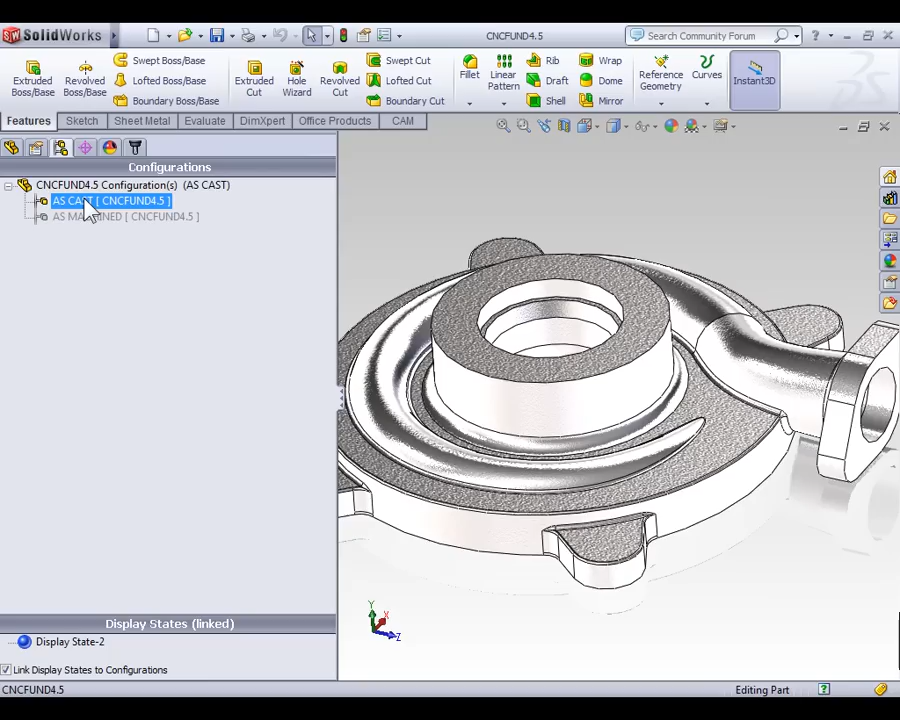 SolidWorks
CNCFUND4.5
Search Community Forum
Extruded Boss/Base
Revolved Boss/Base
Swept Boss/Base
Lofted Boss/Base
Boundary Boss/Base
Extruded Cut
Hole Wizard
Revolved Cut
Swept Cut
Lofted Cut
Boundary Cut
Fillet
Linear Pattern
Rib
Draft
Shell
Wrap
Dome
Mirror
Reference Geometry
Curves
Instant3D
Features
Sketch
Sheet Metal
Evaluate
DimXpert
Office Products
CAM
Configurations
CNCFUND4.5 Configuration(s) (AS CAST)
AS CAST [ CNCFUND4.5 ]
AS MACHINED [ CNCFUND4.5 ]
Y
X
Z
Display States (linked)
Display State-2
Link Display States to Configurations
CNCFUND4.5
Editing Part